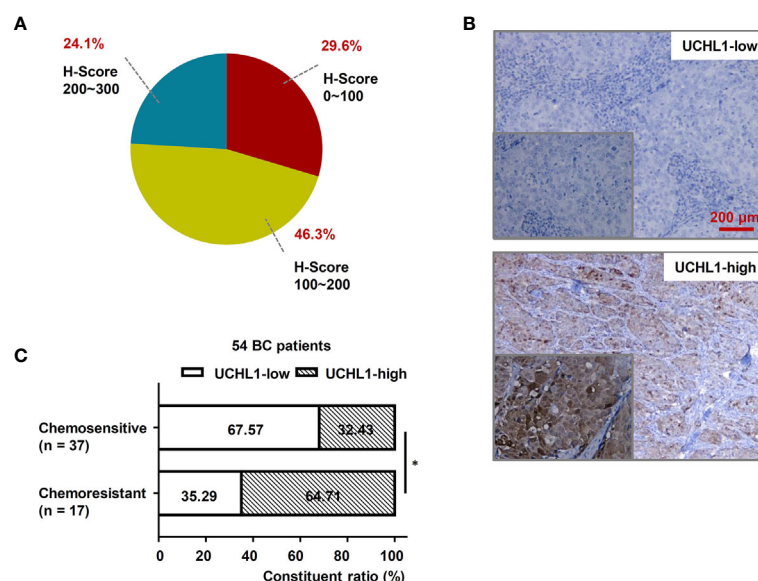 A
24.1%
H-Score
200~300
29.6%
H-Score
0~100
46.3%
H-Score
100~200
B
UCHL1-low
200 μm
UCHL1-high
C
54 BC patients
UCHL1-low UCHL1-high
Chemosensitive
(n = 37)
67.57 32.43
*
Chemoresistant
(n = 17)
35.29 64.71
0 20 40 60 80 100
Constituent ratio (%)